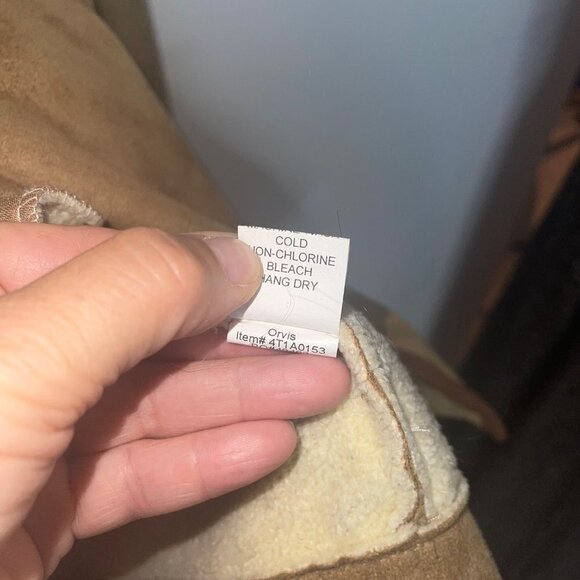 COLD
NON-CHLORINE
BLEACH
HANG DRY
Orvis
Item# 4T1A0153